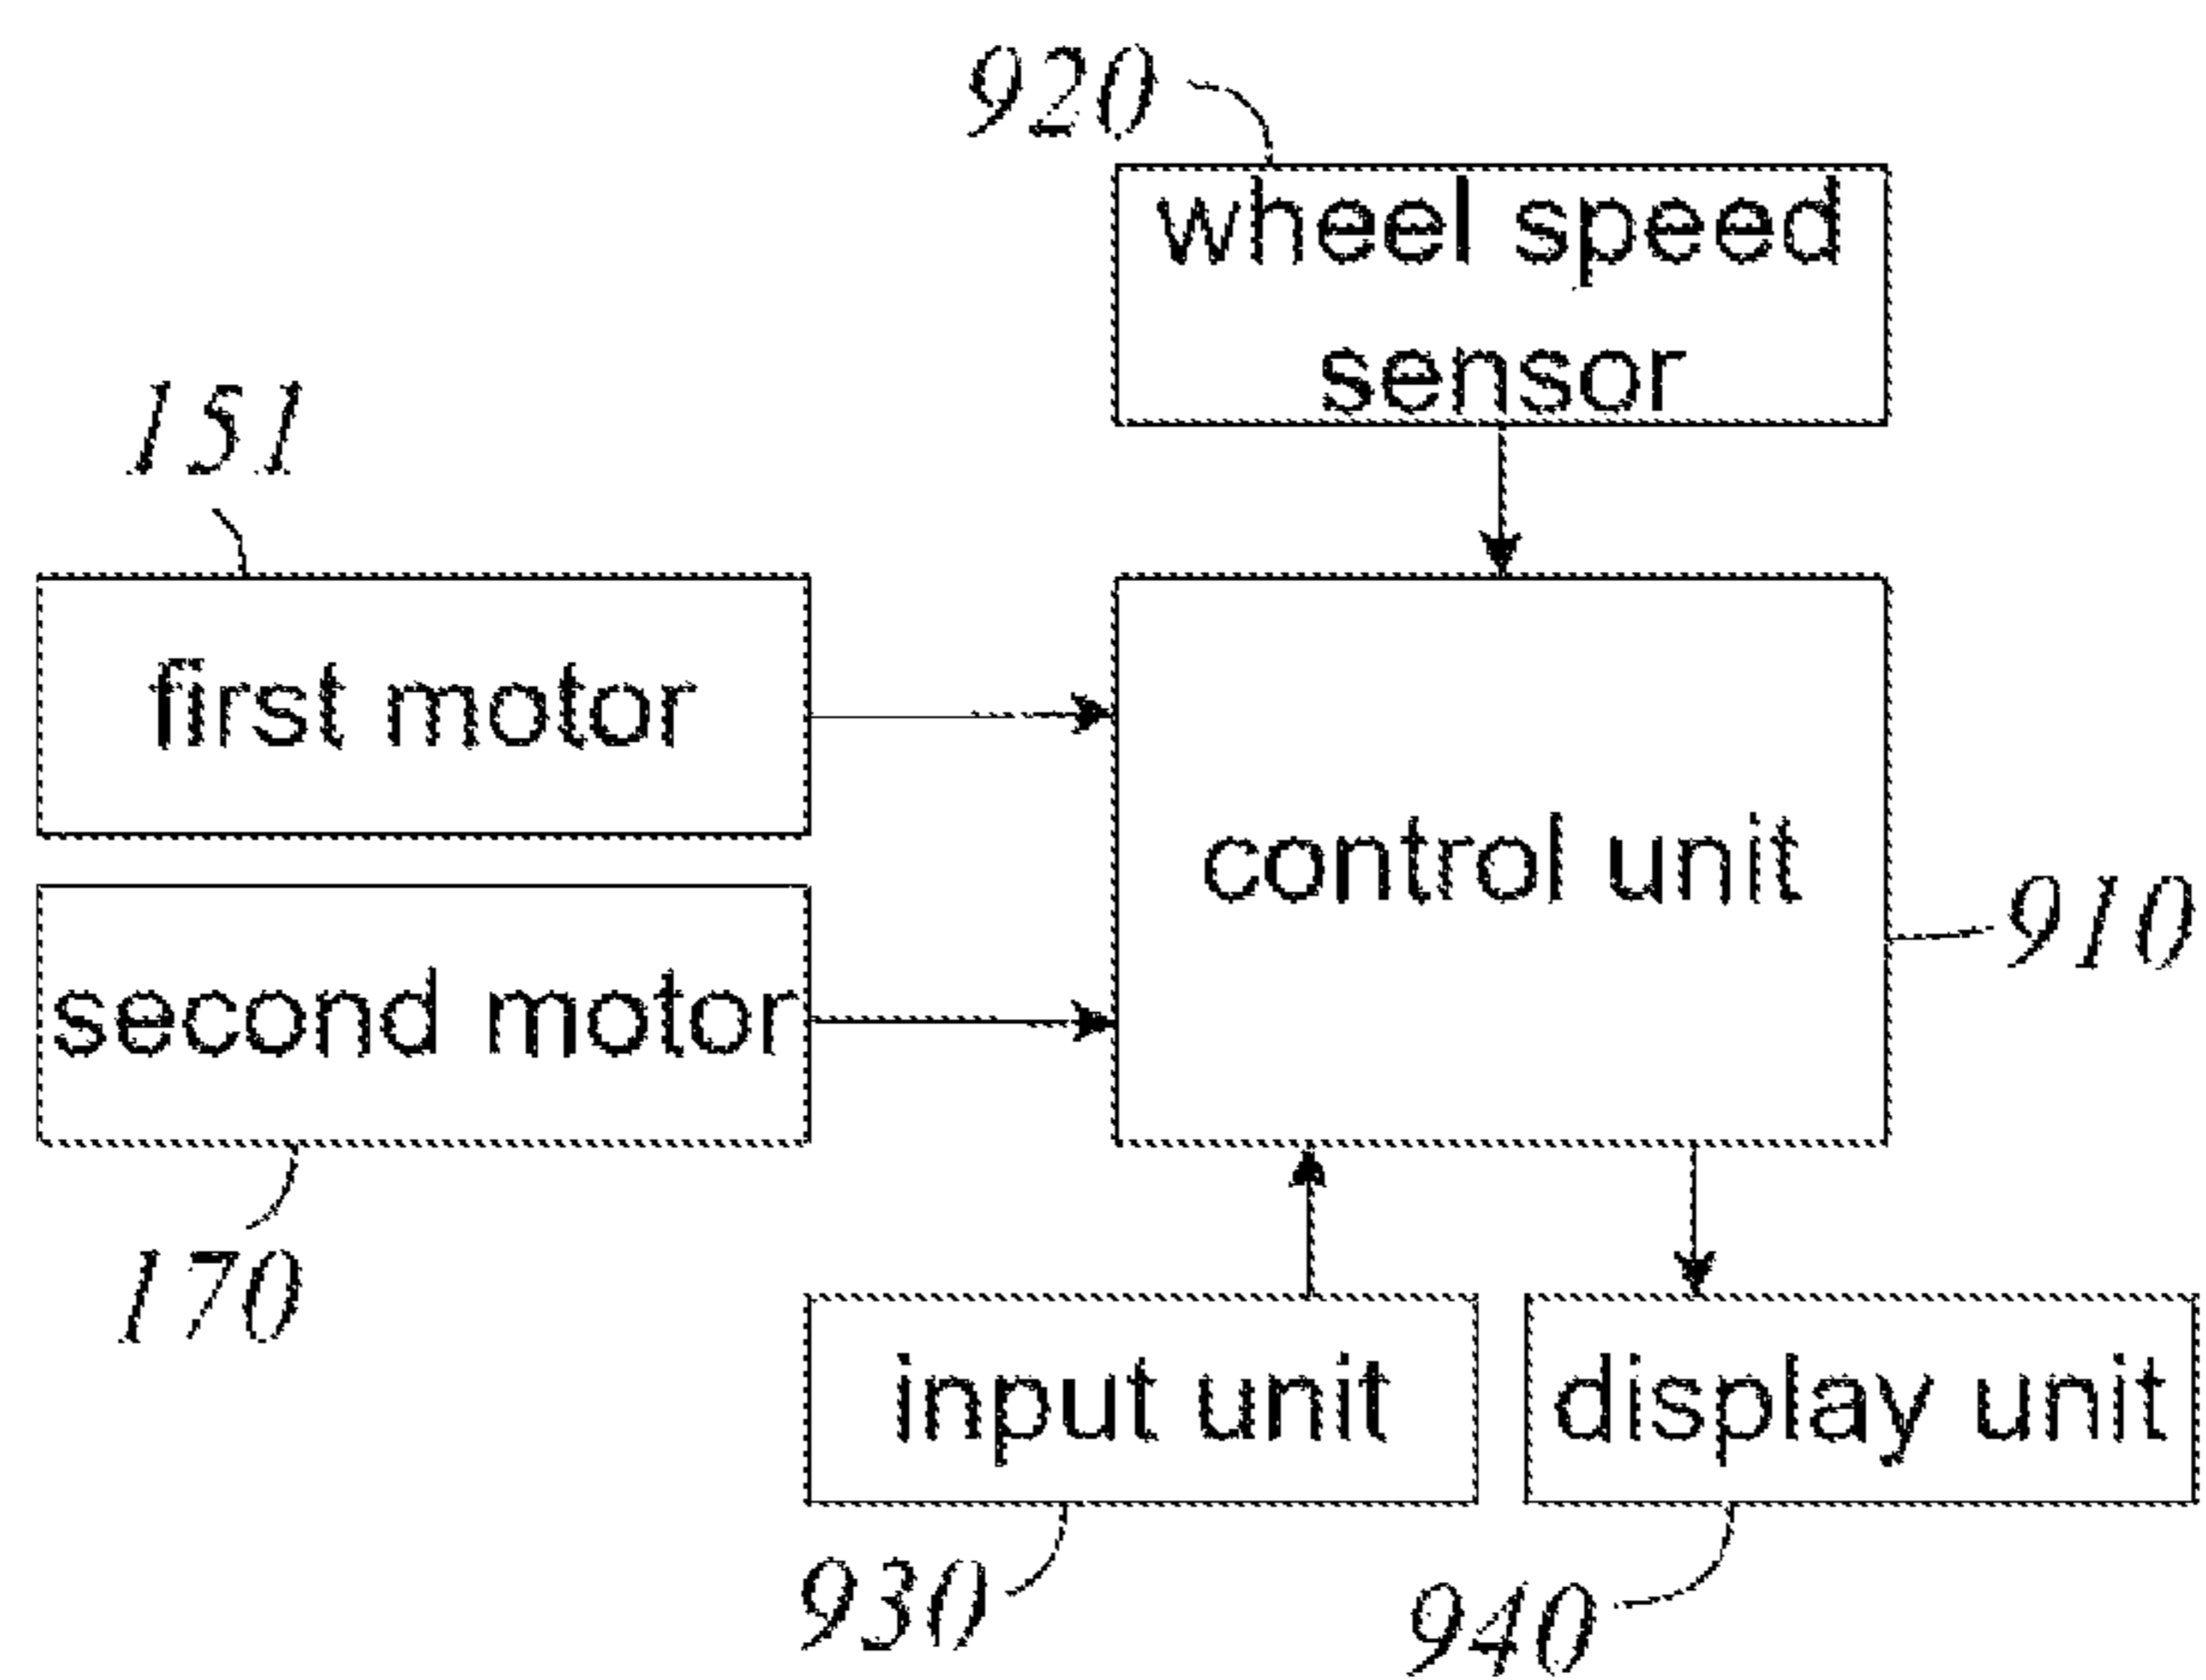 920
wheel speed
sensor
151
first motor
control unit
910
second motor
170
input unit
display unit
930
940